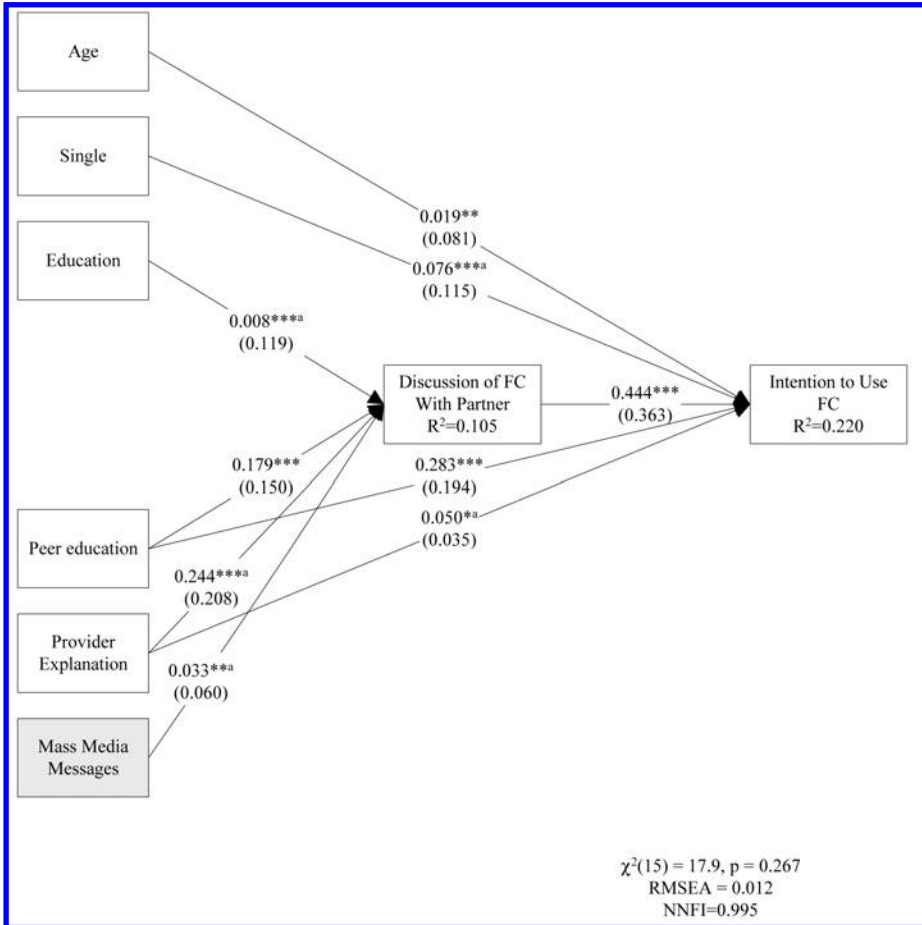 Age
Single
0.019**
(0.081)
Education
0.076***ᵃ
(0.115)
0.008***ᵃ
(0.119)
Discussion of FC
With Partner
R²=0.105
0.444***
(0.363)
Intention to Use
FC
R²=0.220
0.179***
(0.150)
0.283***
(0.194)
Peer education
0.050*ᵃ
(0.035)
0.244***ᵃ
(0.208)
Provider
Explanation
0.033**ᵃ
(0.060)
Mass Media
Messages
χ²(15) = 17.9, p = 0.267
RMSEA = 0.012
NNFI=0.995